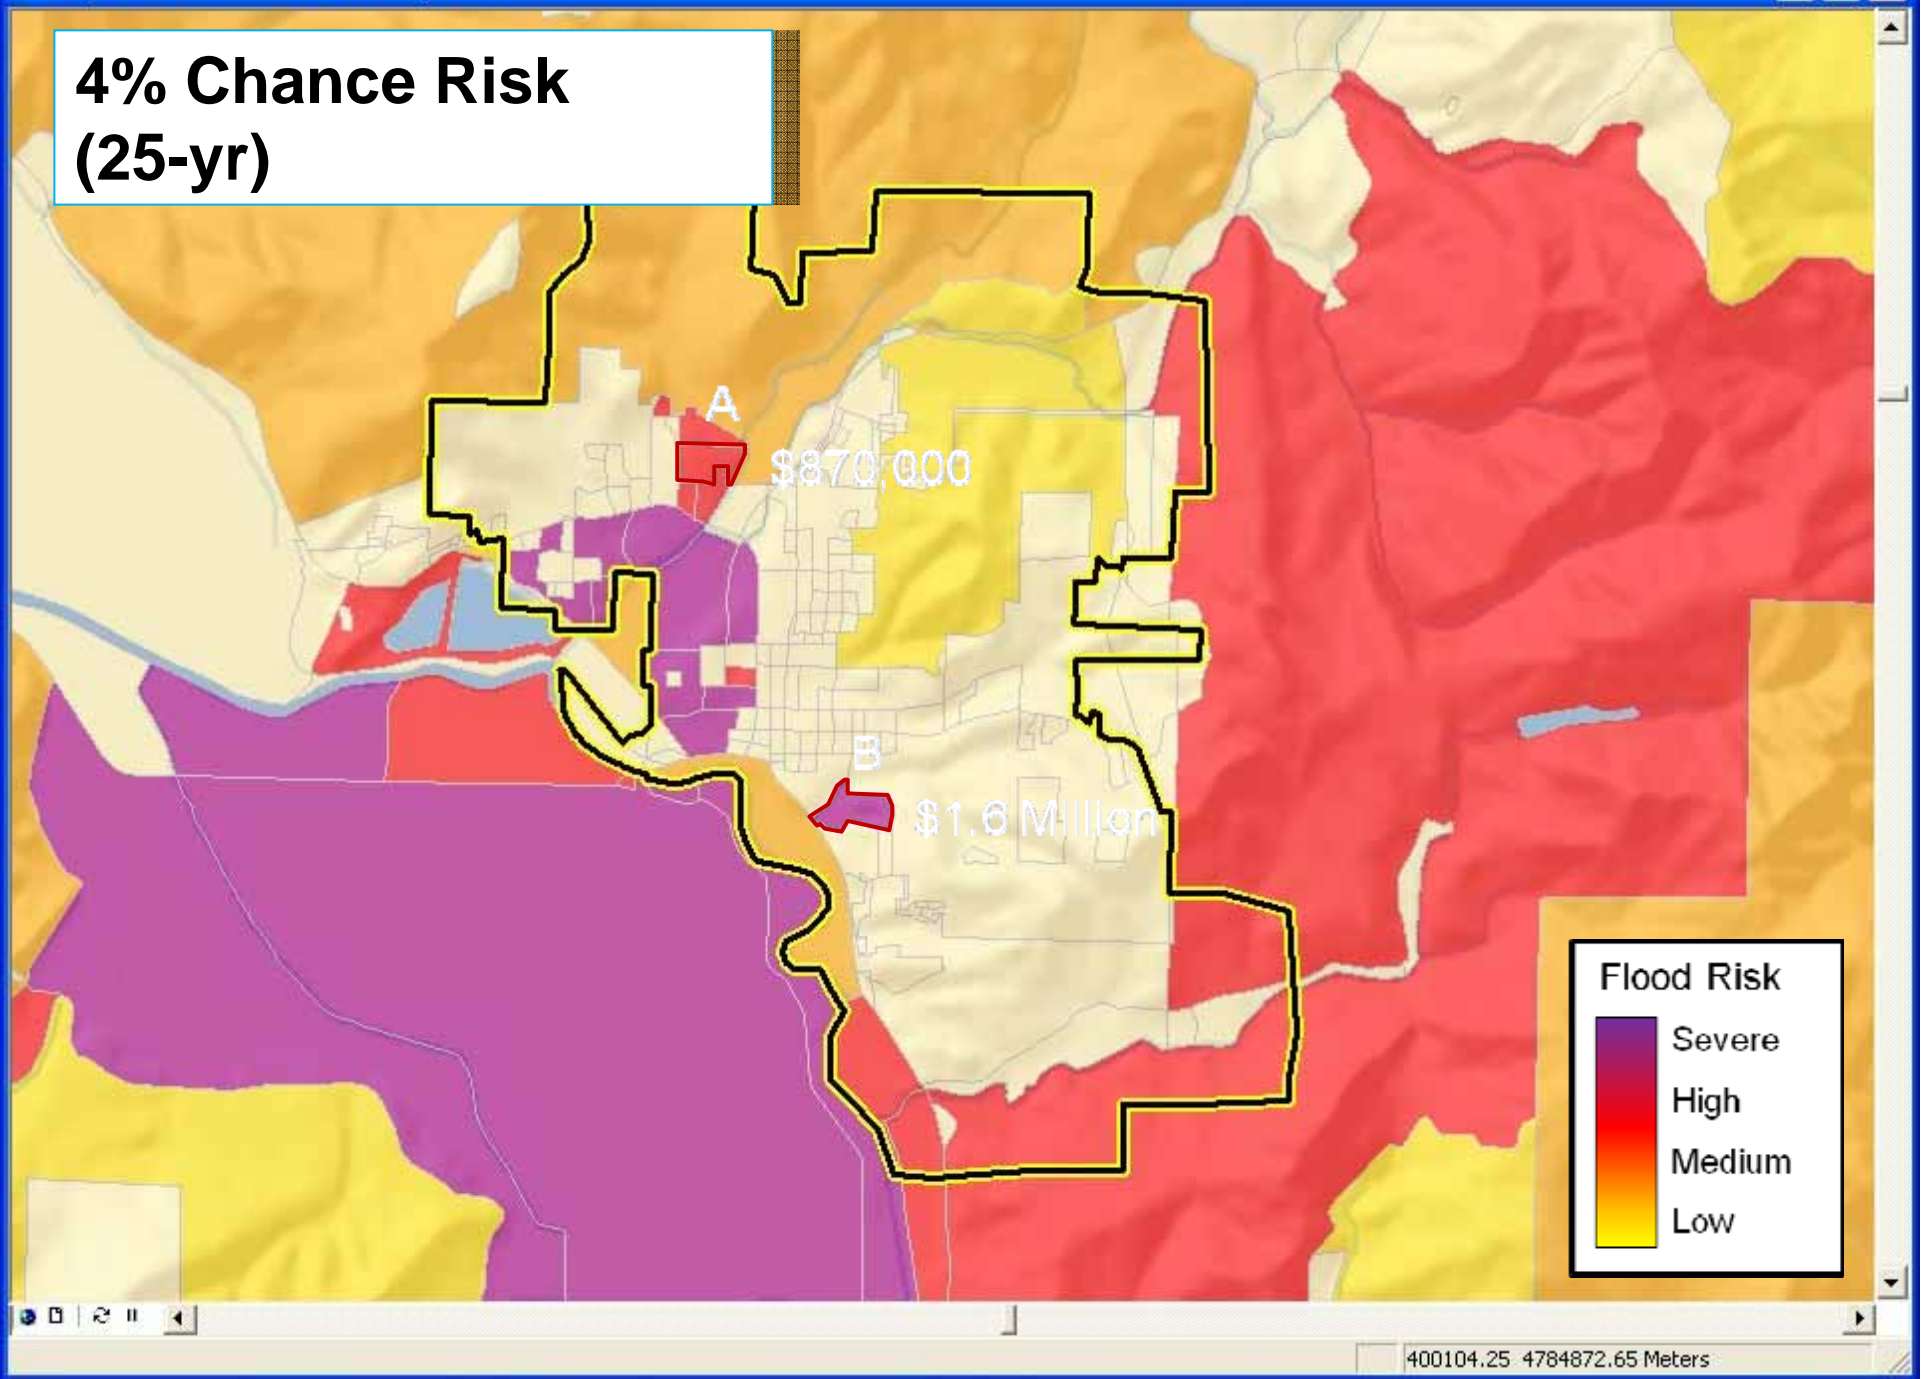 4% Chance Risk
(25-yr)
A
$870,000
B
$1.6 Million
Flood Risk
Severe
High
Medium
Low
400104.25 4784872.65 Meters